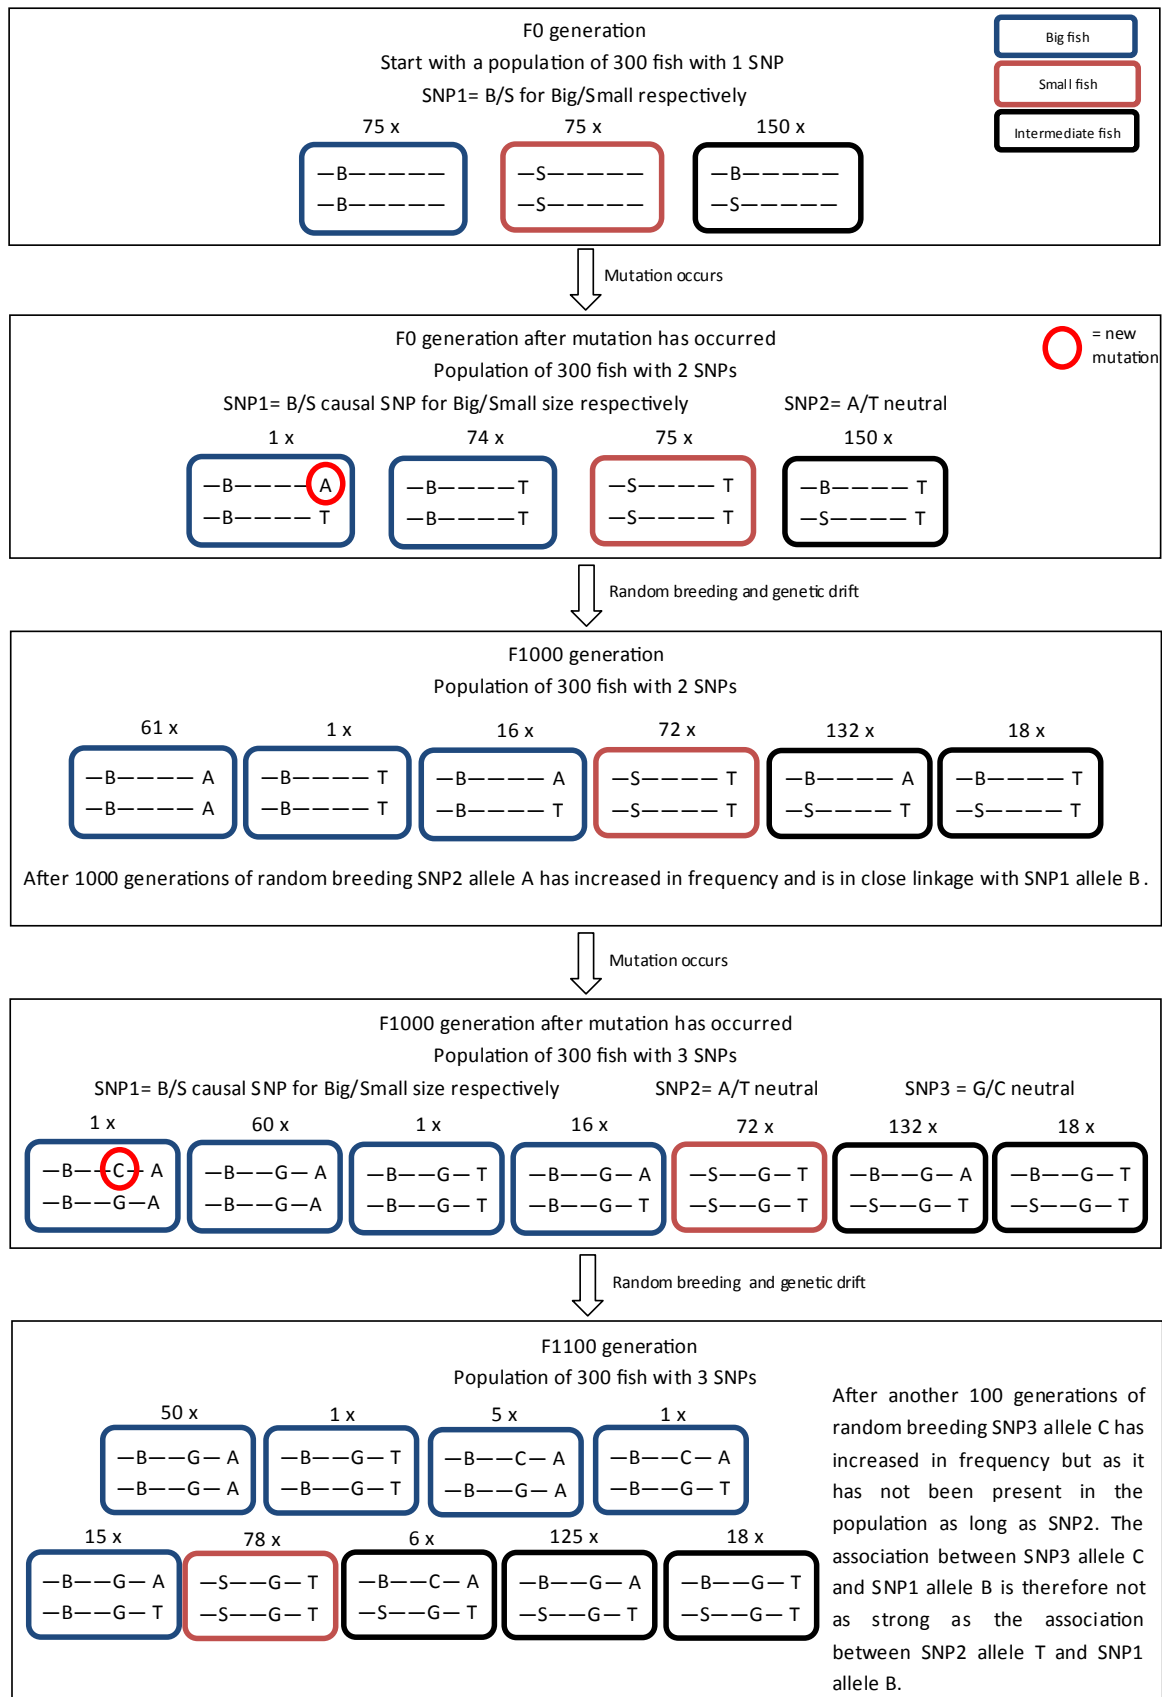 F0 generation
Start with a population of 300 fish with 1 SNP
SNP1= B/S for Big/Small respectively
Big fish
Small fish
Intermediate fish
75 x 75 x 150 x
—B————— —S————— —B—————
—B————— —S————— —S—————
Mutation occurs
F0 generation after mutation has occurred
Population of 300 fish with 2 SNPs
= new
mutation
SNP1= B/S causal SNP for Big/Small size respectively SNP2= A/T neutral
1 x 74 x 75 x 150 x
—B———— A —B————T —S———— T —B———— T
—B———— T —B————T —S———— T —S———— T
Random breeding and genetic drift
F1000 generation
Population of 300 fish with 2 SNPs
61 x 1 x 16 x 72 x 132 x 18 x
—B———— A —B———— T —B———— A —S———— T —B———— A —B———— T
—B———— A —B———— T —B———— T —S———— T —S———— T —S———— T
After 1000 generations of random breeding SNP2 allele A has increased in frequency and is in close linkage with SNP1 allele B .
Mutation occurs
F1000 generation after mutation has occurred
Population of 300 fish with 3 SNPs
SNP1= B/S causal SNP for Big/Small size respectively SNP2= A/T neutral SNP3 = G/C neutral
1 x 60 x 1 x 16 x 72 x 132 x 18 x
—B——C— A —B——G— A —B——G— T —B——G— A —S——G— T —B——G— A —B——G— T
—B——G—A —B——G—A —B——G— T —B——G— T —S——G— T —S——G— T —S——G— T
Random breeding and genetic drift
F1100 generation
Population of 300 fish with 3 SNPs
50 x 1 x 5 x 1 x
—B——G— A —B——G— T —B——C— A —B——C— A
—B——G— A —B——G— T —B——G— A —B——G— T
15 x 78 x 6 x 125 x 18 x
—B——G— A —S——G— T —B——C— A —B——G— A —B——G— T
—B——G— T —S——G— T —S——G— T —S——G— T —S——G— T
After another 100 generations of
random breeding SNP3 allele C has
increased in frequency but as it
has not been present in the
population as long as SNP2. The
association between SNP3 allele C
and SNP1 allele B is therefore not
as strong as the association
between SNP2 allele T and SNP1
allele B.